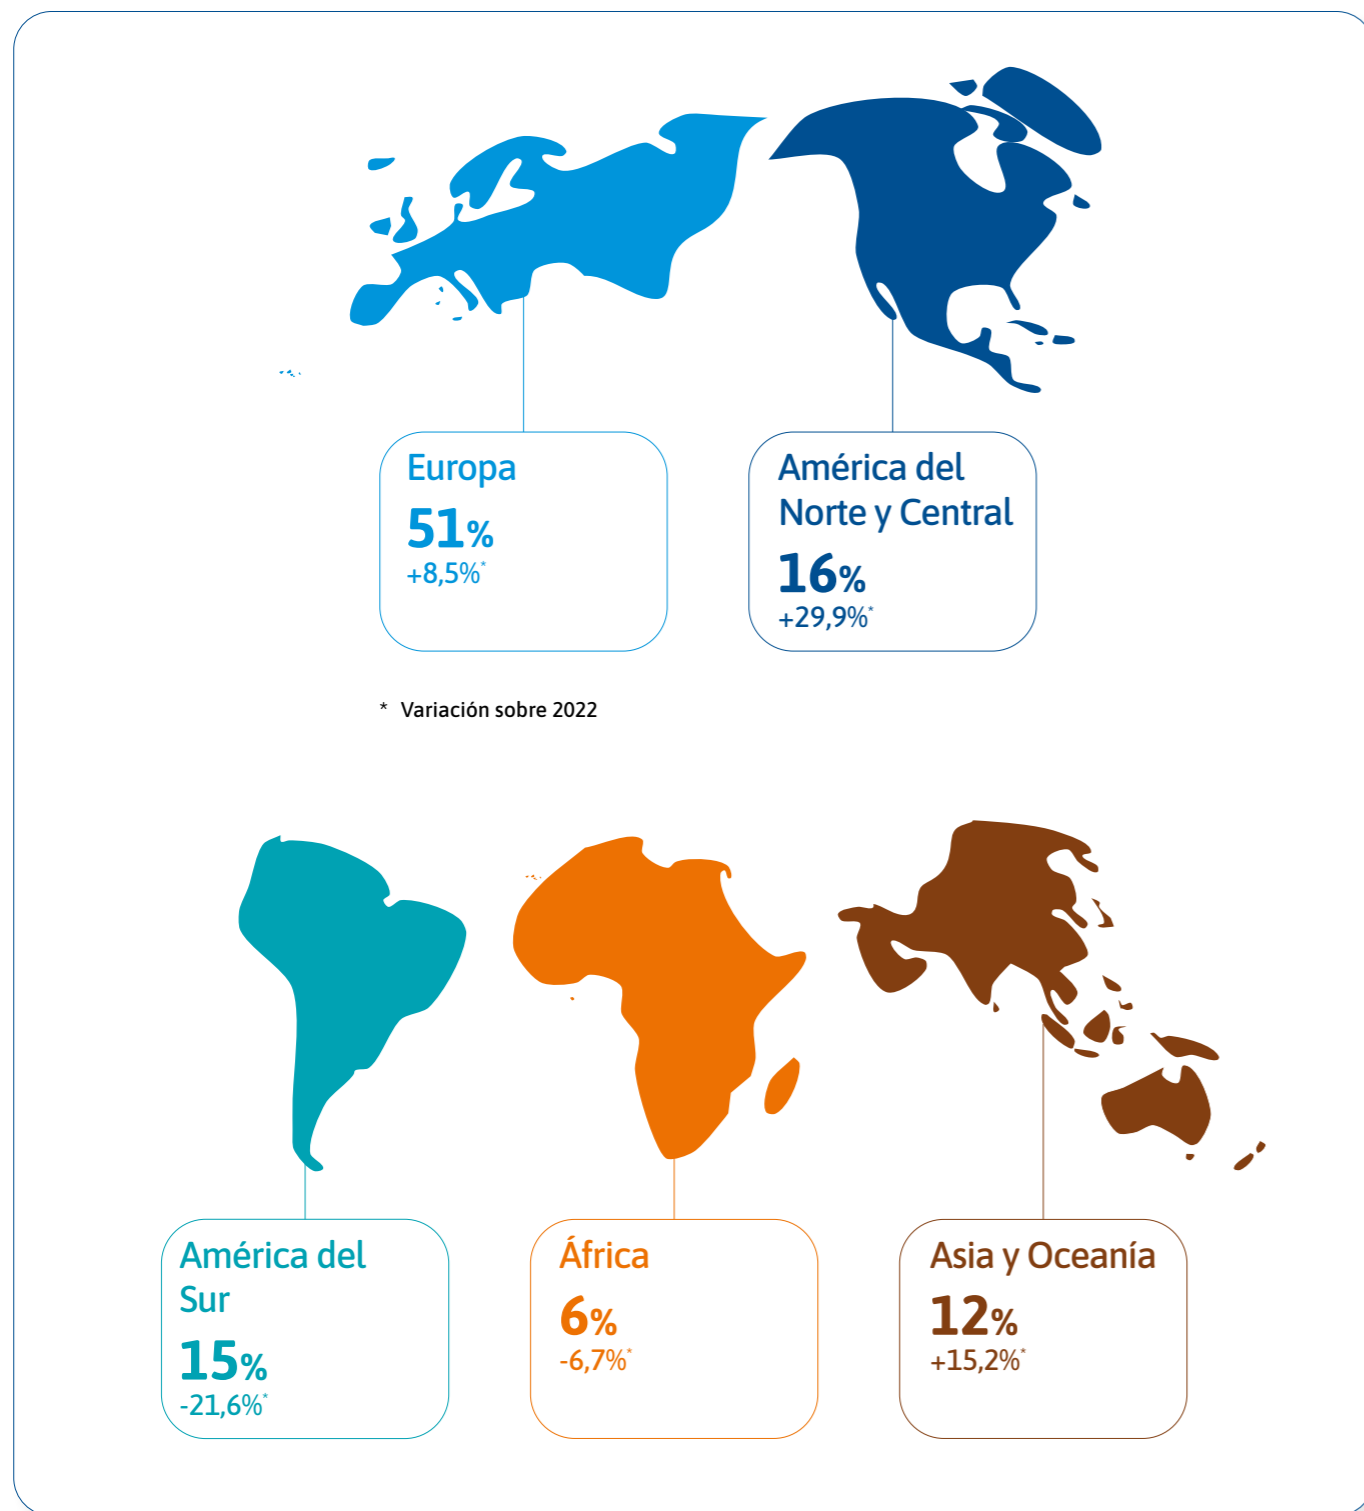 Europa
51%
+8,5%*
América del
Norte y Central
16%
+29,9%*
* Variación sobre 2022
América del
Sur
15%
-21,6%*
África
6%
-6,7%*
Asia y Oceanía
12%
+15,2%*